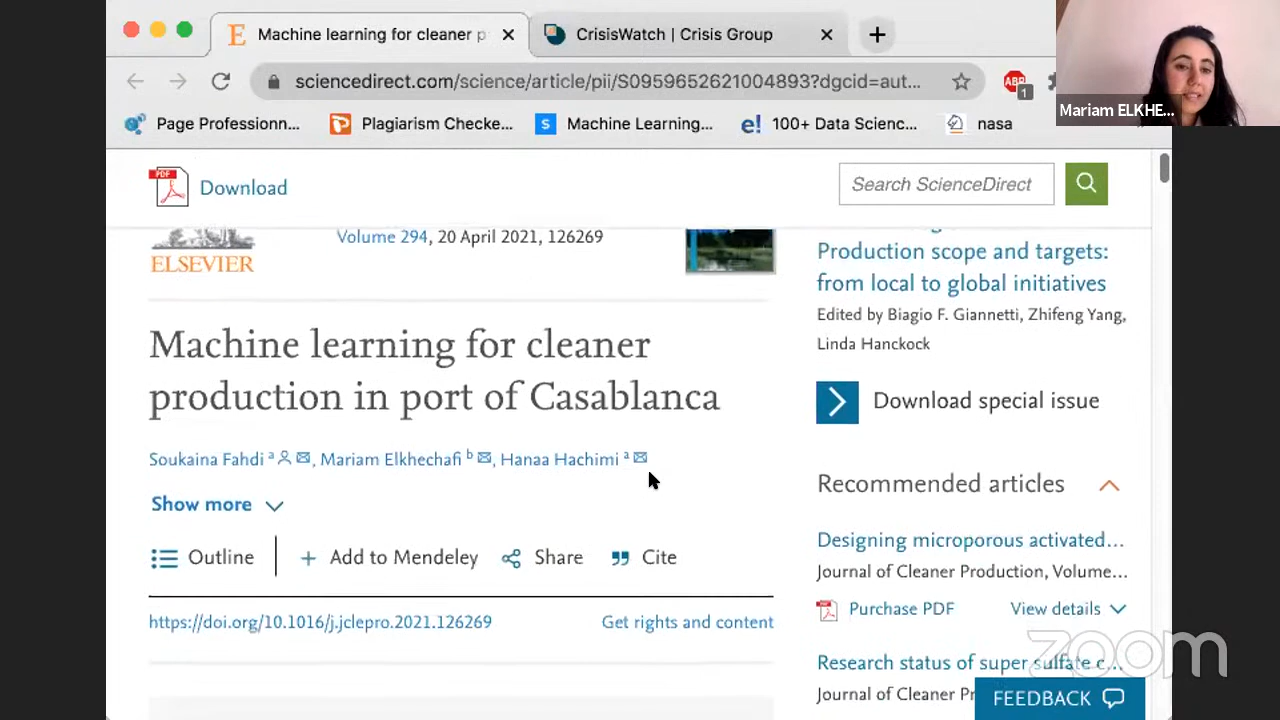 Machine learning for cleaner p
CrisisWatch | Crisis Group
sciencedirect.com/science/article/pii/S0959652621004893?dgcid=aut...
ABP
1
Mariam ELKHE...
Page Professionn...
Plagiarism Checke...
Machine Learning...
100+ Data Scienc...
nasa
PDF
Download
Search ScienceDirect
ELSEVIER
Volume 294, 20 April 2021, 126269
Production scope and targets:
from local to global initiatives
Edited by Biagio F. Giannetti, Zhifeng Yang,
Linda Hanckock
Machine learning for cleaner
production in port of Casablanca
Download special issue
Soukaina Fahdi a, Mariam Elkhechafi b, Hanaa Hachimi a
Show more
Outline
Add to Mendeley
Share
Cite
https://doi.org/10.1016/j.jclepro.2021.126269
Get rights and content
Recommended articles
Designing microporous activated...
Journal of Cleaner Production, Volume...
Purchase PDF
View details
Research status of super sulfate c...
Journal of Cleaner Pr
FEEDBACK
zoom